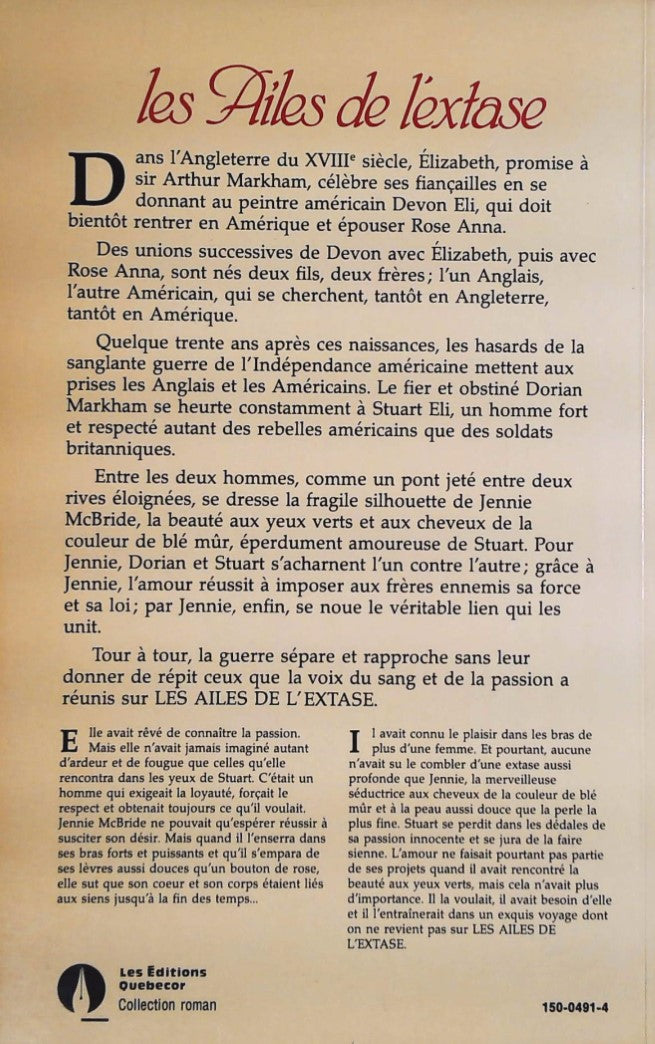 les Ailes de l'extase
Dans l'Angleterre du XVIIIe siècle, Élizabeth, promise à
sir Arthur Markham, célèbre ses fiançailles en se
donnant au peintre américain Devon Eli, qui doit
bientôt rentrer en Amérique et épouser Rose Anna.
Des unions successives de Devon avec Élizabeth, puis avec
Rose Anna, sont nés deux fils, deux frères; l'un Anglais,
l'autre Américain, qui se cherchent, tantôt en Angleterre,
tantôt en Amérique.
Quelque trente ans après ces naissances, les hasards de la
sanglante guerre de l'Indépendance américaine mettent aux
prises les Anglais et les Américains. Le fier et obstiné Dorian
Markham se heurte constamment à Stuart Eli, un homme fort
et respecté autant des rebelles américains que des soldats
britanniques.
Entre les deux hommes, comme un pont jeté entre deux
rives éloignées, se dresse la fragile silhouette de Jennie
McBride, la beauté aux yeux verts et aux cheveux de la
couleur de blé mûr, éperdument amoureuse de Stuart. Pour
Jennie, Dorian et Stuart s'acharnent l'un contre l'autre; grâce à
Jennie, l'amour réussit à imposer aux frères ennemis sa force
et sa loi; par Jennie, enfin, se noue le véritable lien qui les
unit.
Tour à tour, la guerre sépare et rapproche sans leur
donner de répit ceux que la voix du sang et de la passion a
réunis sur LES AILES DE L'EXTASE.
Elle avait rêvé de connaître la passion.
Mais elle n'avait jamais imaginé autant
d'ardeur et de fougue que celles qu'elle
rencontra dans les yeux de Stuart. C'était un
homme qui exigeait la loyauté, forçait le
respect et obtenait toujours ce qu'il voulait.
Jennie McBride ne pouvait qu'espérer réussir à
susciter son désir. Mais quand il l'enserra dans
ses bras forts et puissants et qu'il s'empara de
ses lèvres aussi douces qu'un bouton de rose,
elle sut que son coeur et son corps étaient liés
aux siens jusqu'à la fin des temps...
Il avait connu le plaisir dans les bras de
plus d'une femme. Et pourtant, aucune
n'avait su le combler d'une extase aussi
profonde que Jennie, la merveilleuse
séductrice aux cheveux de la couleur de blé
mûr et à la peau aussi douce que la perle la
plus fine. Stuart se perdit dans les dédales de
sa passion innocente et se jura de la faire
sienne. L'amour ne faisait pourtant pas partie
de ses projets quand il avait rencontré la
beauté aux yeux verts, mais cela n'avait plus
d'importance. Il la voulait, il avait besoin d'elle
et il l'entraînerait dans un exquis voyage dont
on ne revient pas sur LES AILES DE
L'EXTASE.
Les Éditions
Quebecor
Collection roman
150-0491-4